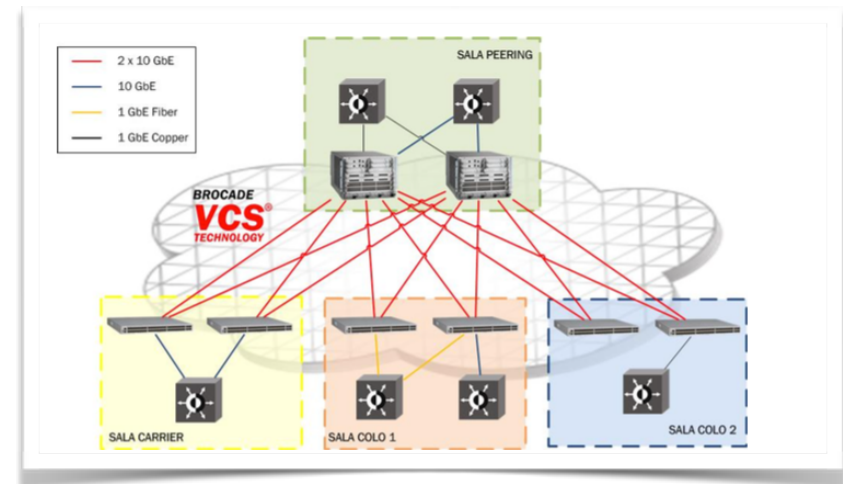 SALA PEERING
2 x 10 GbE
10 GbE
1 GbE Fiber
1 GbE Copper
BROCADE
VCS®
TECHNOLOGY
SALA CARRIER
SALA COLO 1
SALA COLO 2